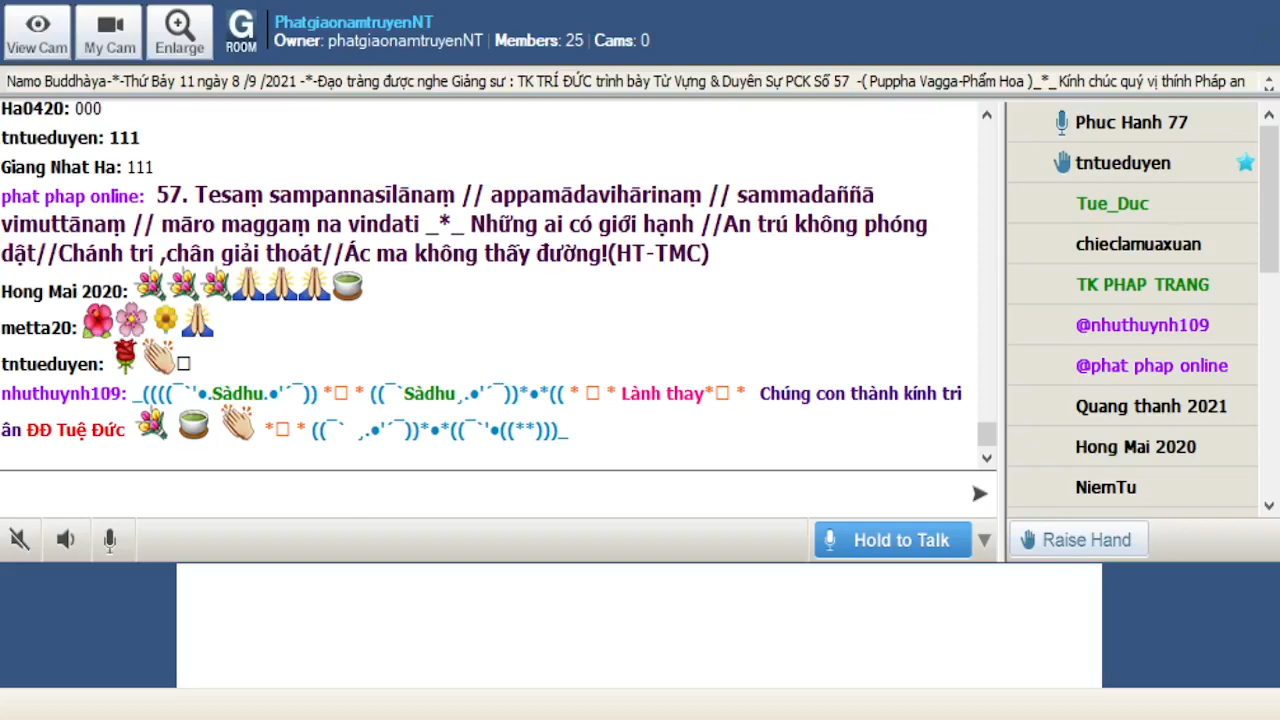 View Cam
My Cam
Enlarge
G
ROOM
PhatgiaonamtruyenNT
Owner: phatgiaonamtruyenNT | Members: 25 | Cams: 0
Namo Buddhàya-*-Thứ Bảy 11 ngày 8 /9 /2021 -*-Đạo tràng được nghe Giảng sư : TK TRÍ ĐỨC trình bày Từ Vựng & Duyên Sự PCK Số 57 -( Puppha Vagga-Phẩm Hoa )_*_ Kính chúc quý vị thính Pháp an
Ha0420: 000
tntueduyen: 111
Giang Nhat Ha: 111
phat phap online: 57. Tesaṃ sampannasīlānaṃ // appamādavihārinaṃ // sammadaññā
vimuttānaṃ // māro maggaṃ na vindati _*_ Những ai có giới hạnh //An trú không phóng
dật//Chánh tri ,chân giải thoát//Ác ma không thấy đường!(HT-TMC)
Hong Mai 2020:
metta20:
tntueduyen:
nhuthuynh109: _((((¯`'•.Sàdhu.•'´¯)) *□ * ((¯`Sàdhu¸.•'´¯))*•*(( * □ * Lành thay*□ * Chúng con thành kính tri
ân ĐĐ Tuệ Đức *□ * ((¯` ¸.•'´¯))*•*((¯`'•((**)))_
Phuc Hanh 77
tntueduyen
Tue_Duc
chieclamuaxuan
TK PHAP TRANG
@nhuthuynh109
@phat phap online
Quang thanh 2021
Hong Mai 2020
NiemTu
Hold to Talk
Raise Hand